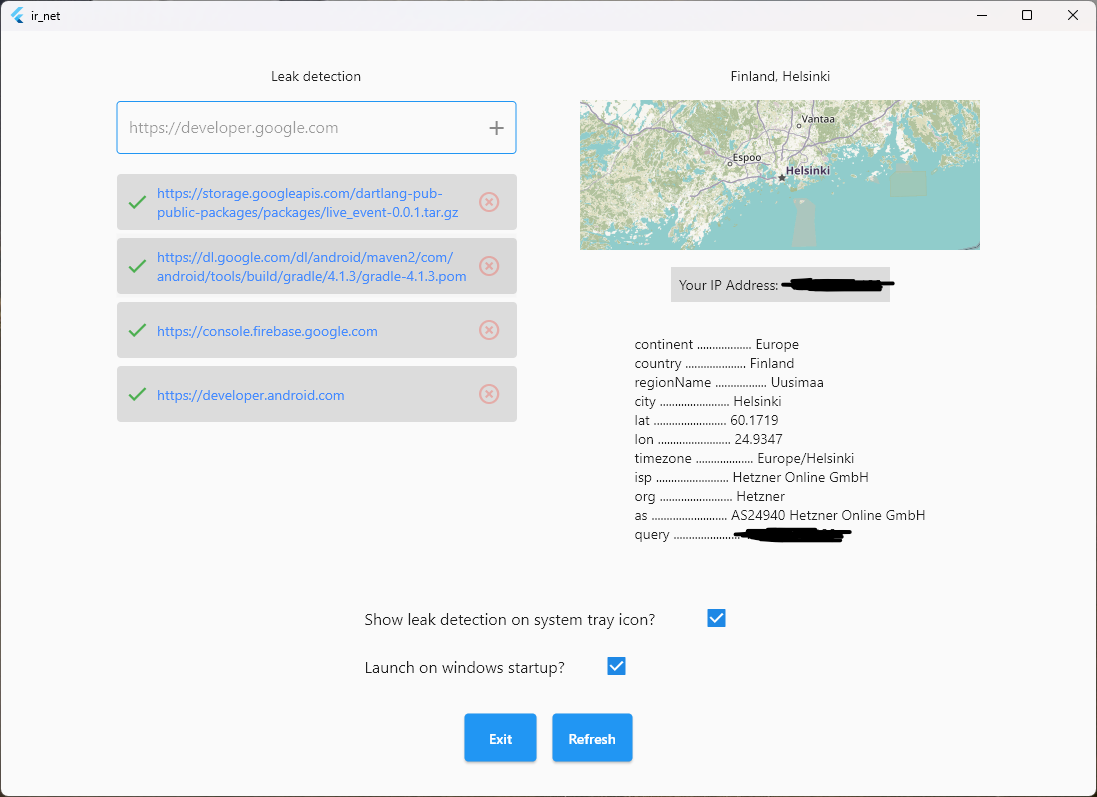 ir_net
Leak detection
https://developer.google.com
https://storage.googleapis.com/dartlang-pub-
public-packages/packages/live_event-0.0.1.tar.gz
https://dl.google.com/dl/android/maven2/com/
android/tools/build/gradle/4.1.3/gradle-4.1.3.pom
https://console.firebase.google.com
https://developer.android.com
Finland, Helsinki
Vantaa
Espoo
Helsinki
Your IP Address:
continent .................. Europe
country .................... Finland
regionName ................. Uusimaa
city ....................... Helsinki
lat ........................ 60.1719
lon ........................ 24.9347
timezone ................... Europe/Helsinki
isp ........................ Hetzner Online GmbH
org ........................ Hetzner
as ......................... AS24940 Hetzner Online GmbH
query ......................
Show leak detection on system tray icon?
Launch on windows startup?
Exit
Refresh